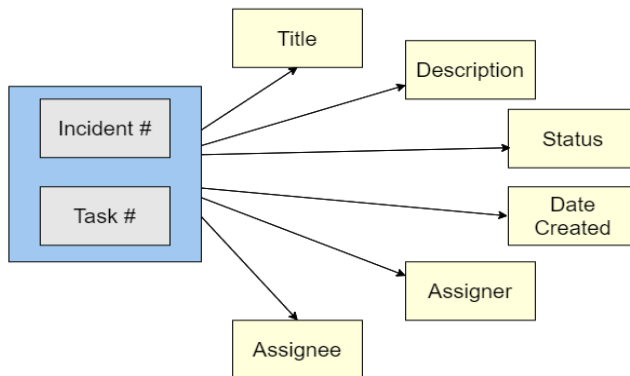 Title
Description
Incident #
Status
Task #
Date
Created
Assigner
Assignee